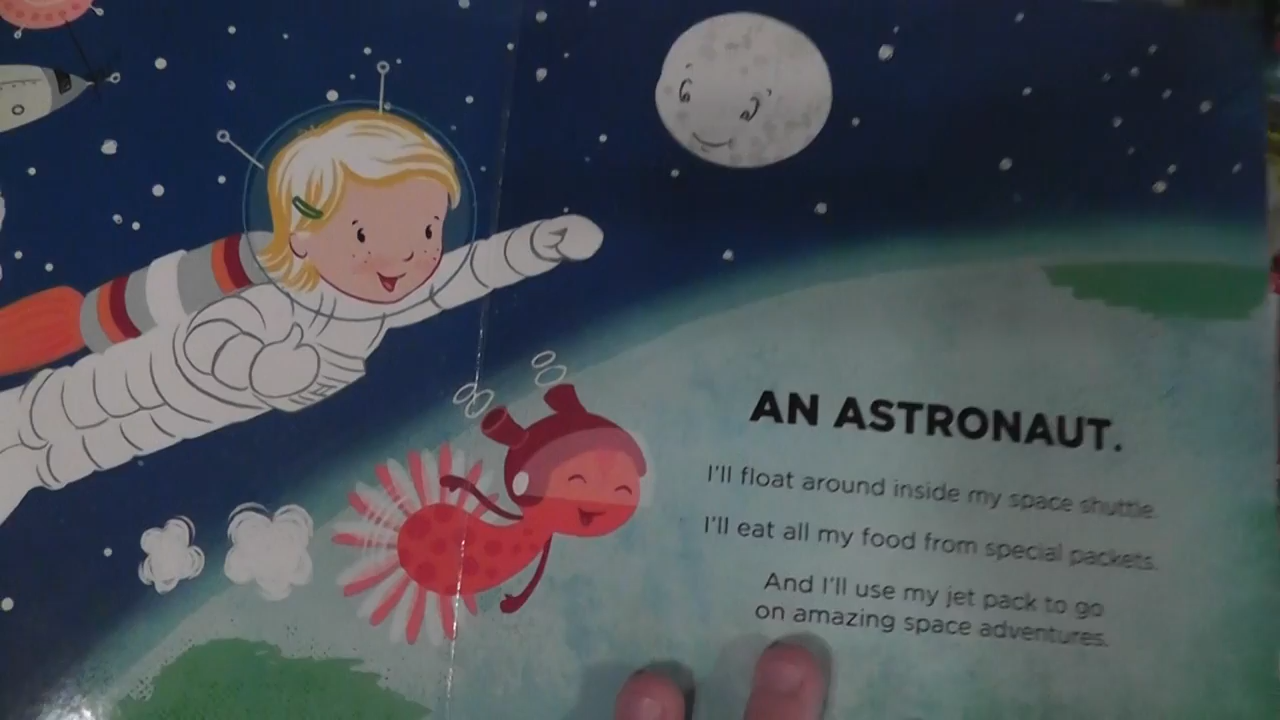 AN ASTRONAUT.
I'll float around inside my space shuttle.
I'll eat all my food from special packets.
And I'll use my jet pack to go
on amazing space adventures.